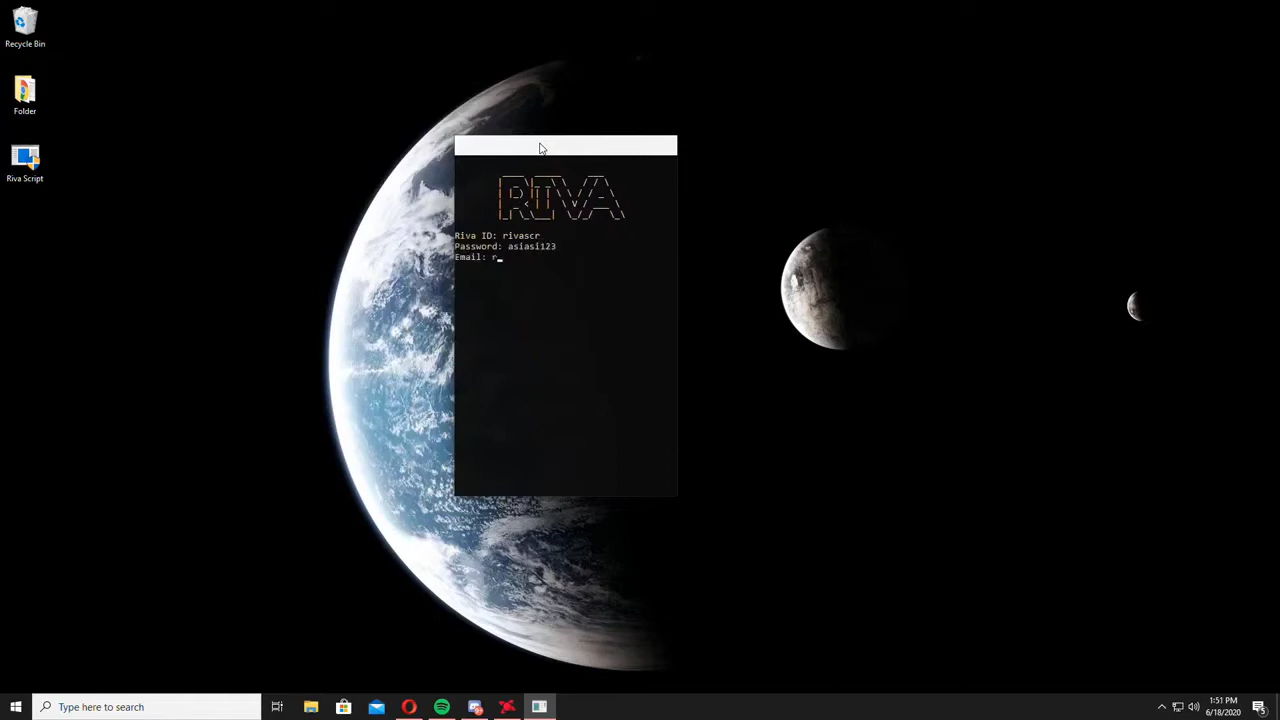 Recycle Bin
Folder
Riva Script
RIVA
Riva ID: rivascr
Password: asiasi123
Email: r_
Type here to search
1:51 PM
6/18/2020